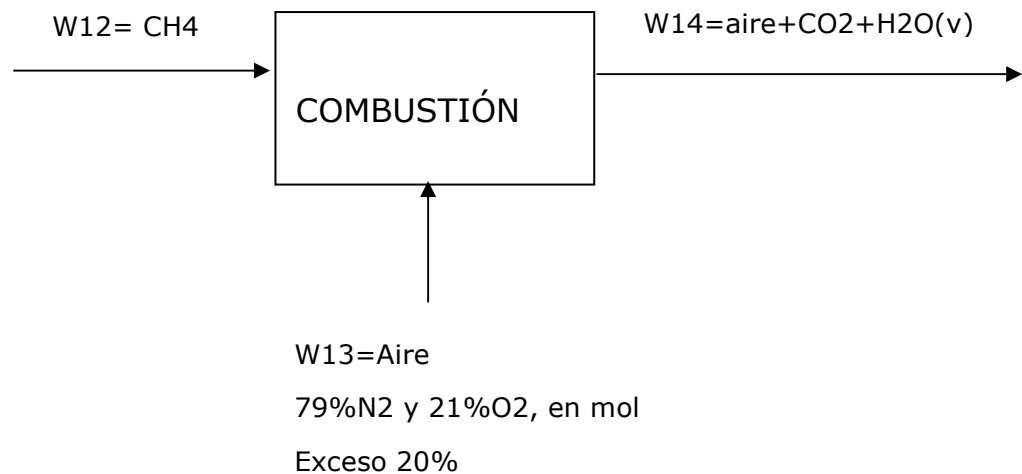 W12= CH4
W14=aire+CO2+H2O(v)
COMBUSTIÓN
W13=Aire
79%N2 y 21%O2, en mol
Exceso 20%